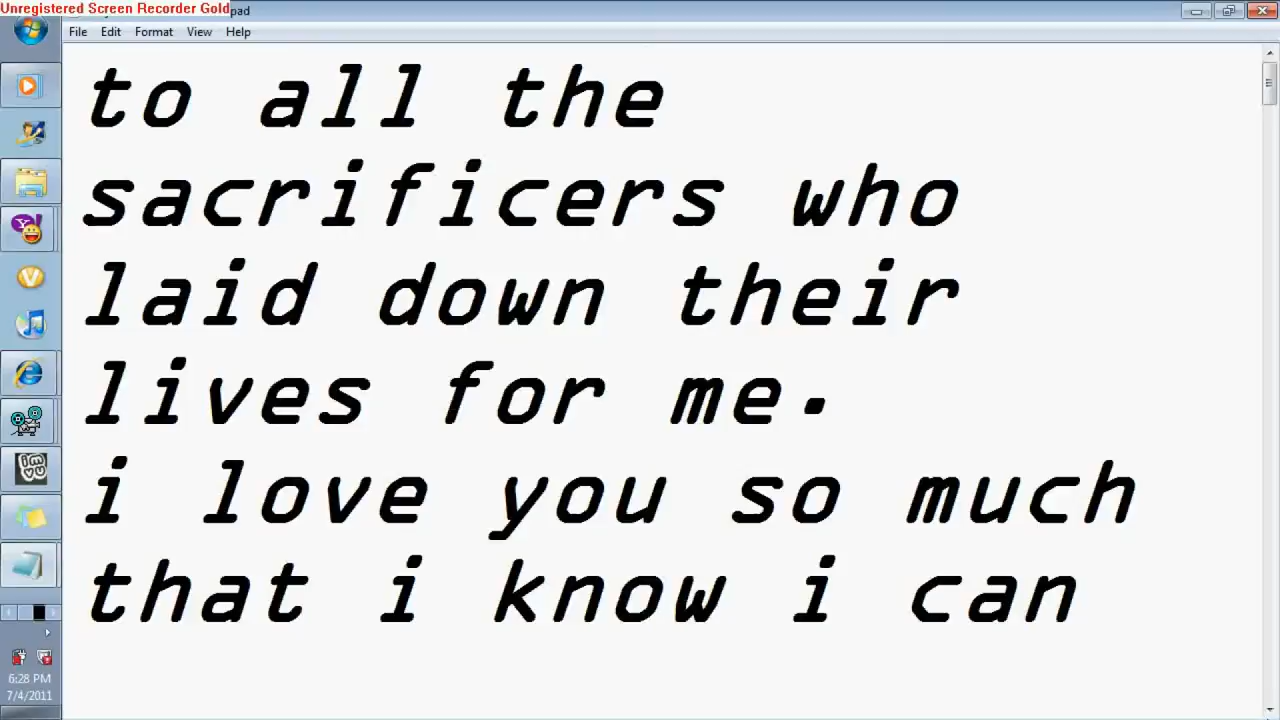 Unregistered Screen Recorder Gold
pad
File Edit Format View Help
to all the
sacrificers who
laid down their
lives for me.
i love you so much
that i know i can
6:28 PM
7/4/2011